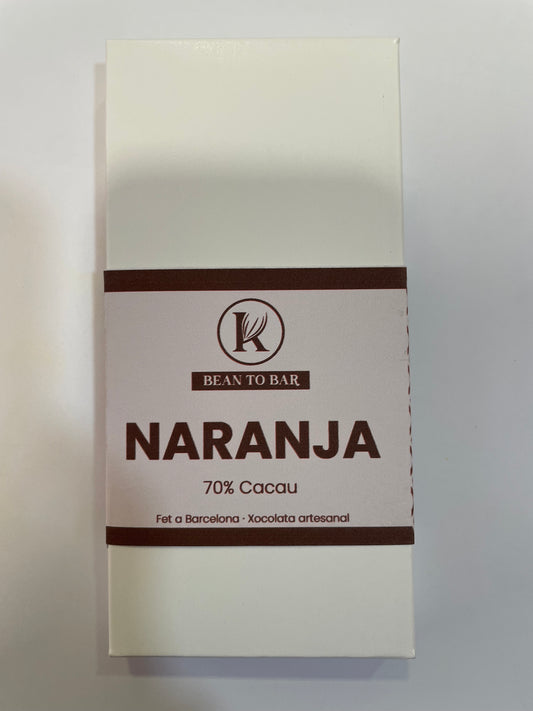 K
BEAN TO BAR
NARANJA
70% Cacau
Fet a Barcelona · Xocolata artesanal